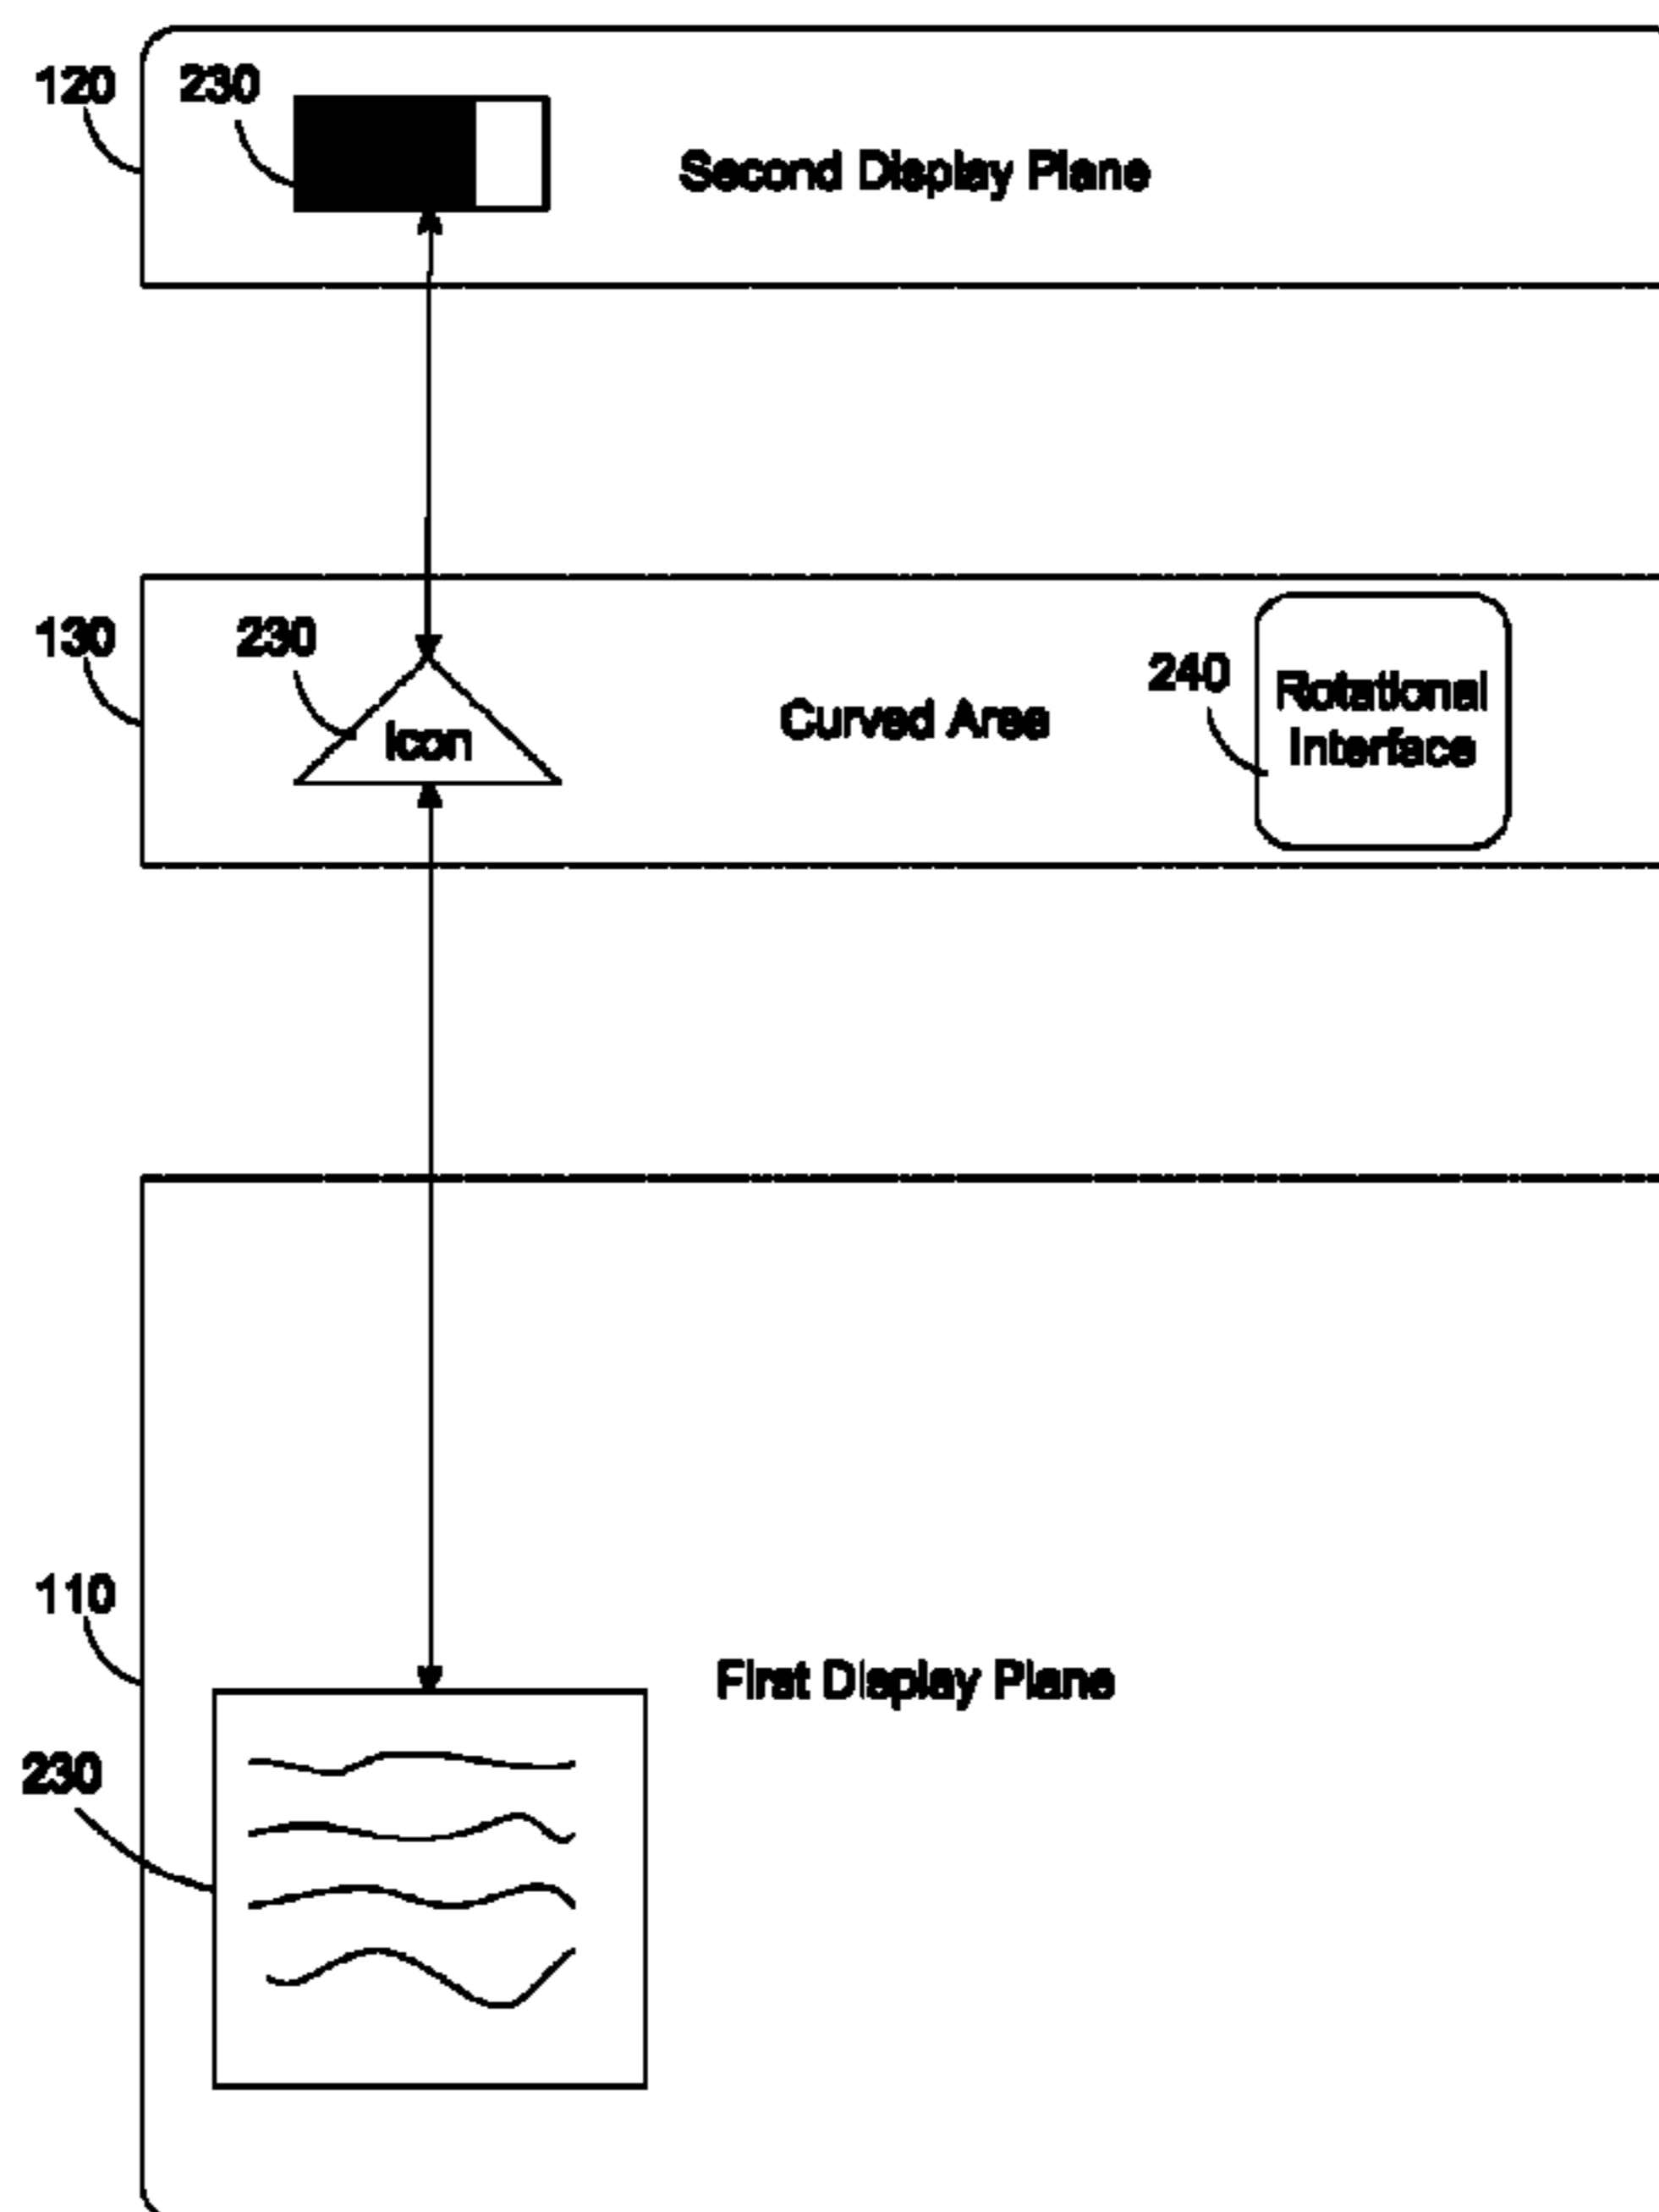 120
230
Second Display Plane
130
230
Icon
Curved Area
240
Rotational
Interface
110
First Display Plane
230